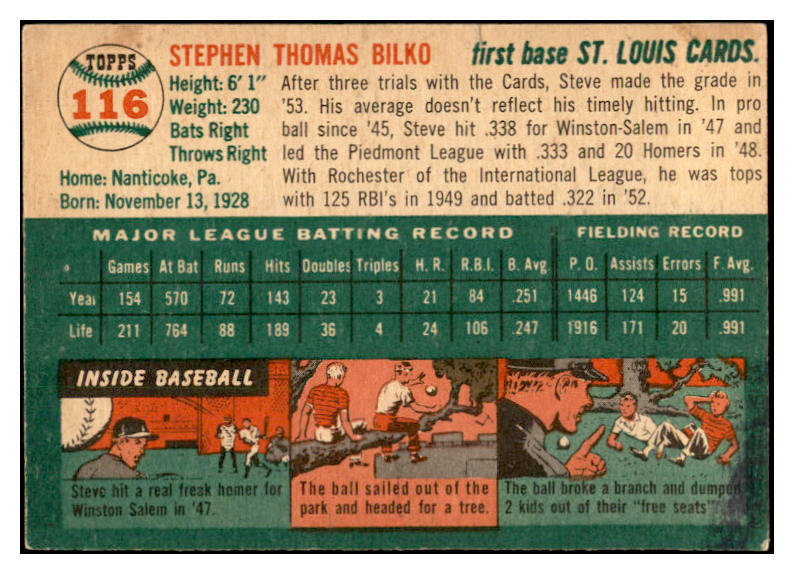 TOPPS
116
STEPHEN THOMAS BILKO
first base ST. LOUIS CARDS.
Height: 6' 1"
Weight: 230
Bats Right
Throws Right
Home: Nanticoke, Pa.
Born: November 13, 1928
After three trials with the Cards, Steve made the grade in
'53. His average doesn't reflect his timely hitting. In pro
ball since '45, Steve hit .338 for Winston-Salem in '47 and
led the Piedmont League with .333 and 20 Homers in '48.
With Rochester of the International League, he was tops
with 125 RBI's in 1949 and batted .322 in '52.
MAJOR LEAGUE BATTING RECORD FIELDING RECORD
Games At Bat Runs Hits Doubles Triples H. R. R.B.I. B. Avg P. O. Assists Errors F. Avg.
Year 154 570 72 143 23 3 21 84 .251 1446 124 15 .991
Life 211 764 88 189 36 4 24 106 .247 1916 171 20 .991
INSIDE BASEBALL
Steve hit a real freak homer for
Winston Salem in '47.
The ball sailed out of the
park and headed for a tree.
The ball broke a branch and dumped
2 kids out of their "free seats".